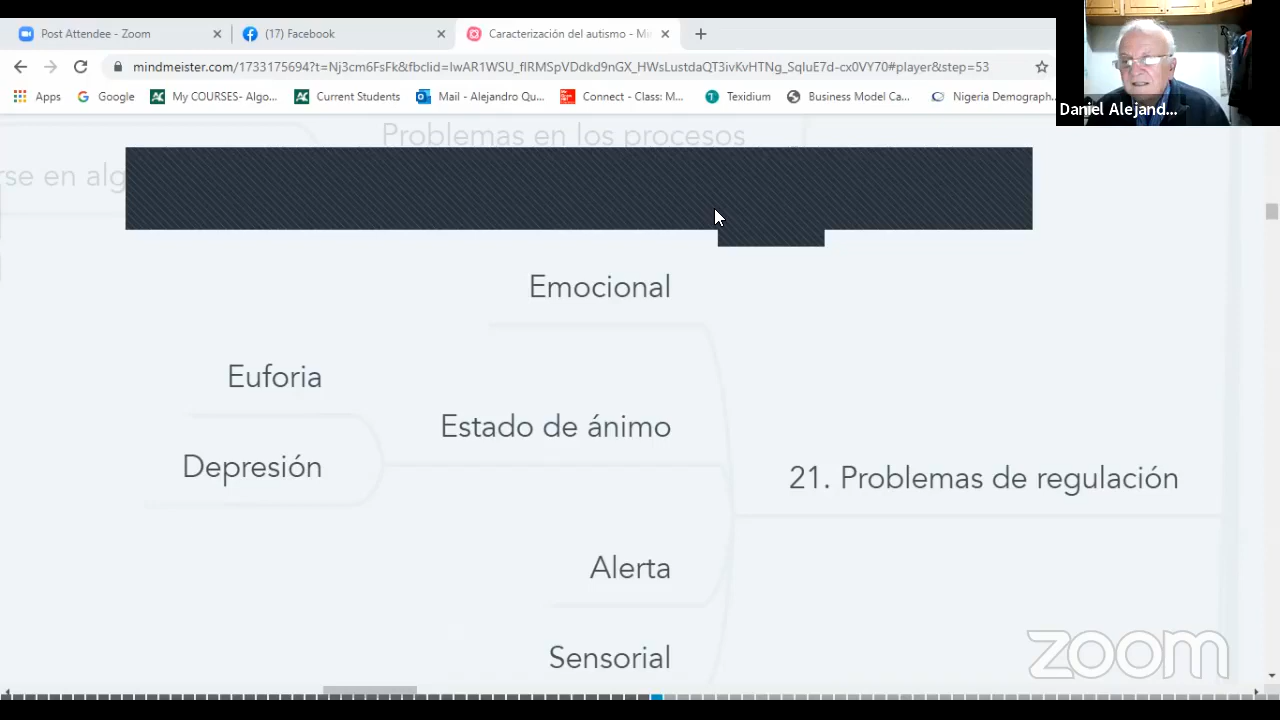 Post Attendee - Zoom
(17) Facebook
Caracterización del autismo - Mi
mindmeister.com/1733175694?t=Nj3cm6FsFk&fbclid=IwAR1WSU_flRMSpVDdkd9nGX_HWsLustdaQT3ivKvHTNg_SqluE7d-cx0VY70#player&step=53
Apps
Google
My COURSES- Algo...
Current Students
Mail - Alejandro Qu...
Connect - Class: M...
Texidium
Business Model Ca...
Nigeria Demograph.
Daniel Alejand...
Problemas en los procesos
rse en alg
Emocional
Euforia
Estado de ánimo
Depresión
21. Problemas de regulación
Alerta
Sensorial
zoom